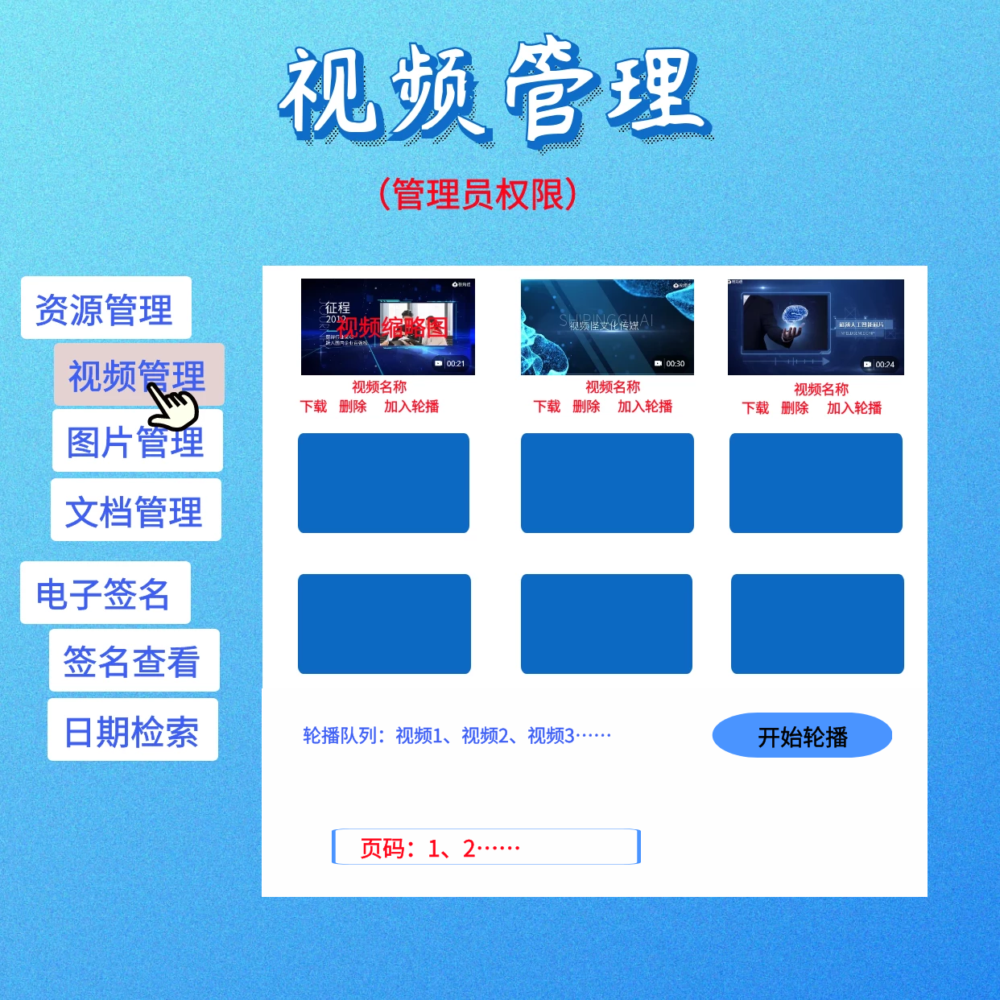 视频管理
（管理员权限）
资源管理
视频管理
图片管理
文档管理
电子签名
签名查看
日期检索
征程
2012
视频缩略图
00:21
视频名称
下载 删除 加入轮播
SHIPINGGUAI
视频怪文化传媒
00:30
视频名称
下载 删除 加入轮播
00:24
视频名称
下载 删除 加入轮播
轮播队列：视频1、视频2、视频3……
开始轮播
页码：1、2……